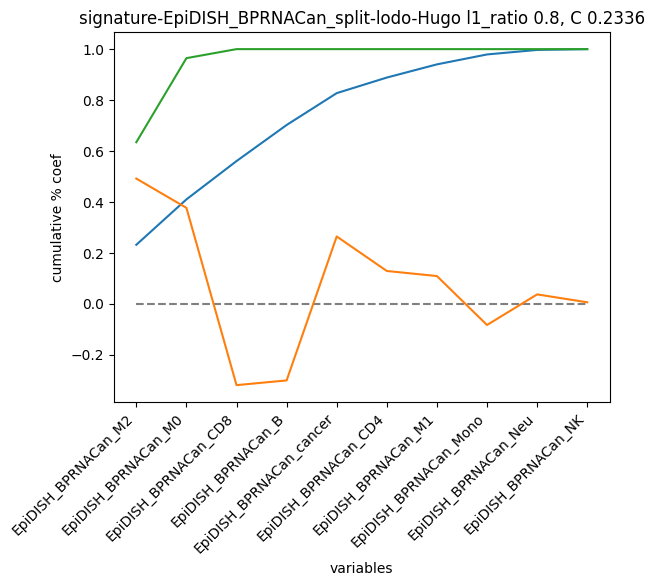 signature-EpiDISH_BPRNACan_split-lodo-Hugo l1_ratio 0.8, C 0.2336
cumulative % coef
1.0
0.8
0.6
0.4
0.2
0.0
−0.2
EpiDISH_BPRNACan_M2
EpiDISH_BPRNACan_M0
EpiDISH_BPRNACan_CD8
EpiDISH_BPRNACan_B
EpiDISH_BPRNACan_cancer
EpiDISH_BPRNACan_CD4
EpiDISH_BPRNACan_M1
EpiDISH_BPRNACan_Mono
EpiDISH_BPRNACan_Neu
EpiDISH_BPRNACan_NK
variables